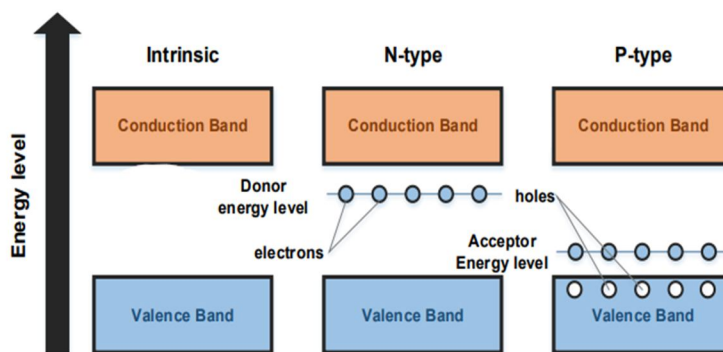 Intrinsic
N-type
P-type
Conduction Band
Conduction Band
Conduction Band
Energy level
Donor
energy level
holes
electrons
Acceptor
Energy level
Valence Band
Valence Band
Valence Band